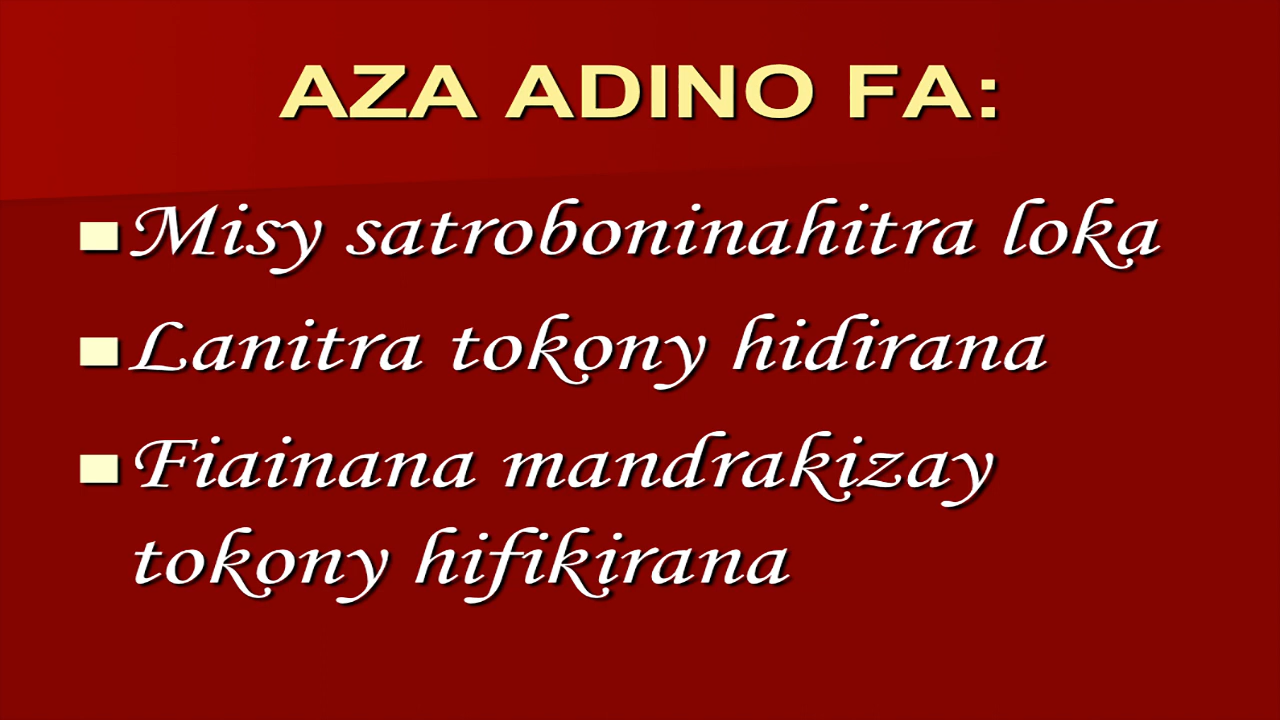 AZA ADINO FA:
Misy satroboninahitra loka
Lanitra tokony hidirana
Fiainana mandrakizay
tokony hifikirana